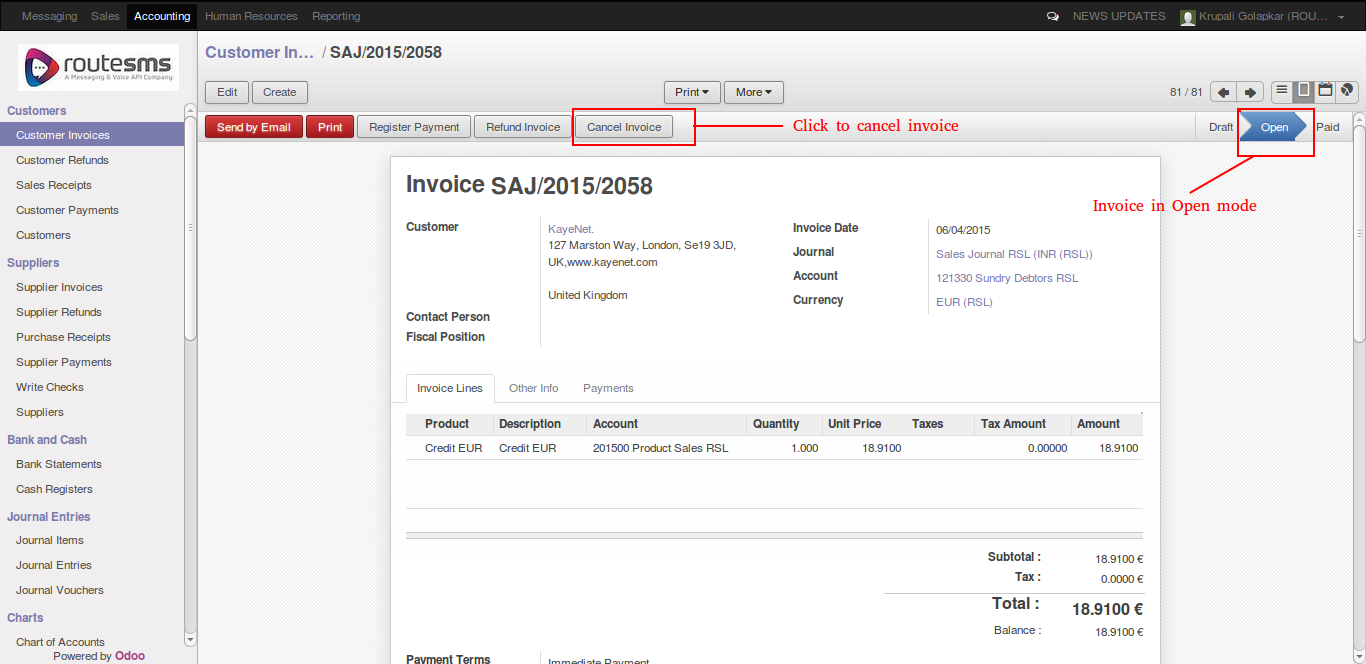 Messaging Sales Accounting Human Resources Reporting NEWS UPDATES Krupali Golapkar (ROU...
routesms
A Messaging & Voice API Company
Customers
Customer Invoices
Customer Refunds
Sales Receipts
Customer Payments
Customers
Suppliers
Supplier Invoices
Supplier Refunds
Purchase Receipts
Supplier Payments
Write Checks
Suppliers
Bank and Cash
Bank Statements
Cash Registers
Journal Entries
Journal Items
Journal Entries
Journal Vouchers
Charts
Chart of Accounts
Powered by Odoo
Customer In... / SAJ/2015/2058
Edit Create Print More 81 / 81
Send by Email Print Register Payment Refund Invoice Cancel Invoice Click to cancel invoice Draft Open Paid
Invoice in Open mode
Invoice SAJ/2015/2058
Customer
KayeNet.
127 Marston Way, London, Se19 3JD,
UK,www.kayenet.com
United Kingdom
Contact Person
Fiscal Position
Invoice Date 06/04/2015
Journal Sales Journal RSL (INR (RSL))
Account 121330 Sundry Debtors RSL
Currency EUR (RSL)
Invoice Lines Other Info Payments
Product Description Account Quantity Unit Price Taxes Tax Amount Amount
Credit EUR Credit EUR 201500 Product Sales RSL 1.000 18.9100 0.00000 18.9100
Subtotal : 18.9100 €
Tax : 0.0000 €
Total : 18.9100 €
Balance : 18.9100 €
Payment Terms Immediate Payment